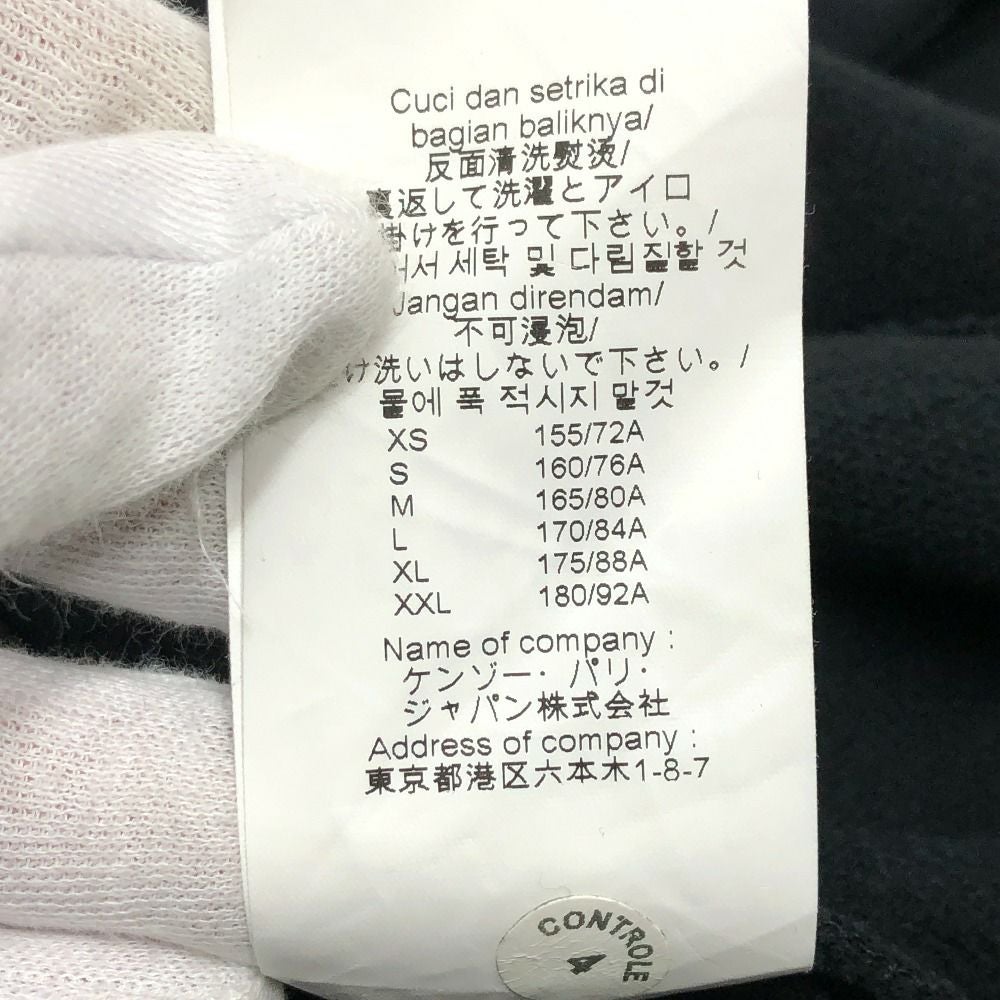 Cuci dan setrika di
bagian baliknya/
反面清洗熨烫/
裏返して洗濯とアイロ
掛けを行って下さい。/
서 세탁 및 다림질할 것
Jangan direndam/
不可浸泡/
け洗いはしないで下さい。/
물에 푹 적시지 말것
XS 155/72A
S 160/76A
M 165/80A
L 170/84A
XL 175/88A
XXL 180/92A
Name of company :
ケンゾー・パリ・
ジャパン株式会社
Address of company :
東京都港区六本木1-8-7
CONTROLE
4